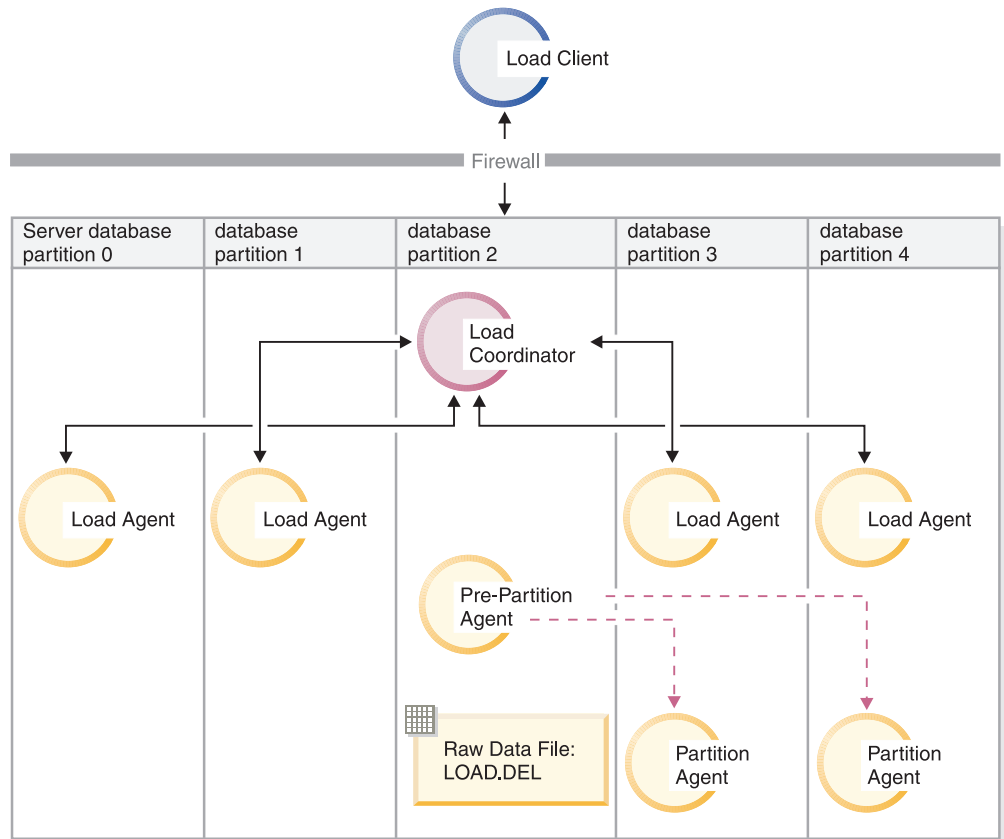 Load Client
Firewall
Server database
partition 0
database
partition 1
database
partition 2
database
partition 3
database
partition 4
Load
Coordinator
Load Agent
Load Agent
Load Agent
Load Agent
Pre-Partition
Agent
Raw Data File:
LOAD.DEL
Partition
Agent
Partition
Agent